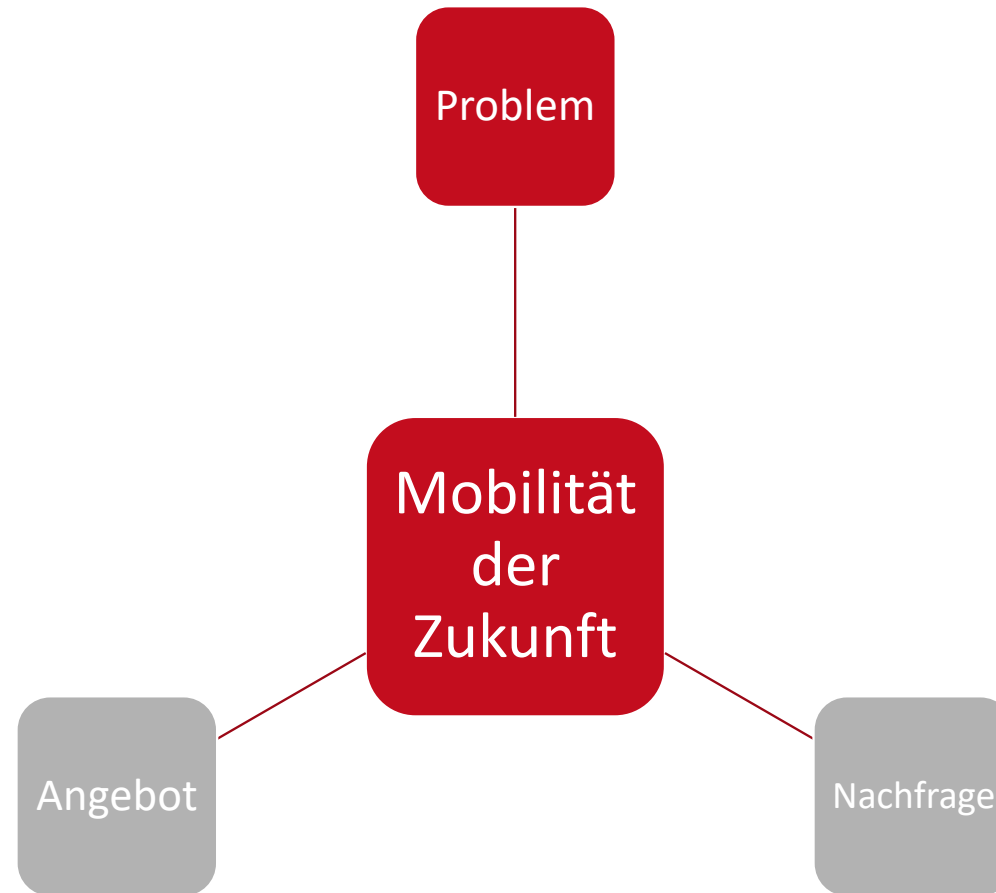 Problem
Mobilität
der
Zukunft
Angebot
Nachfrage